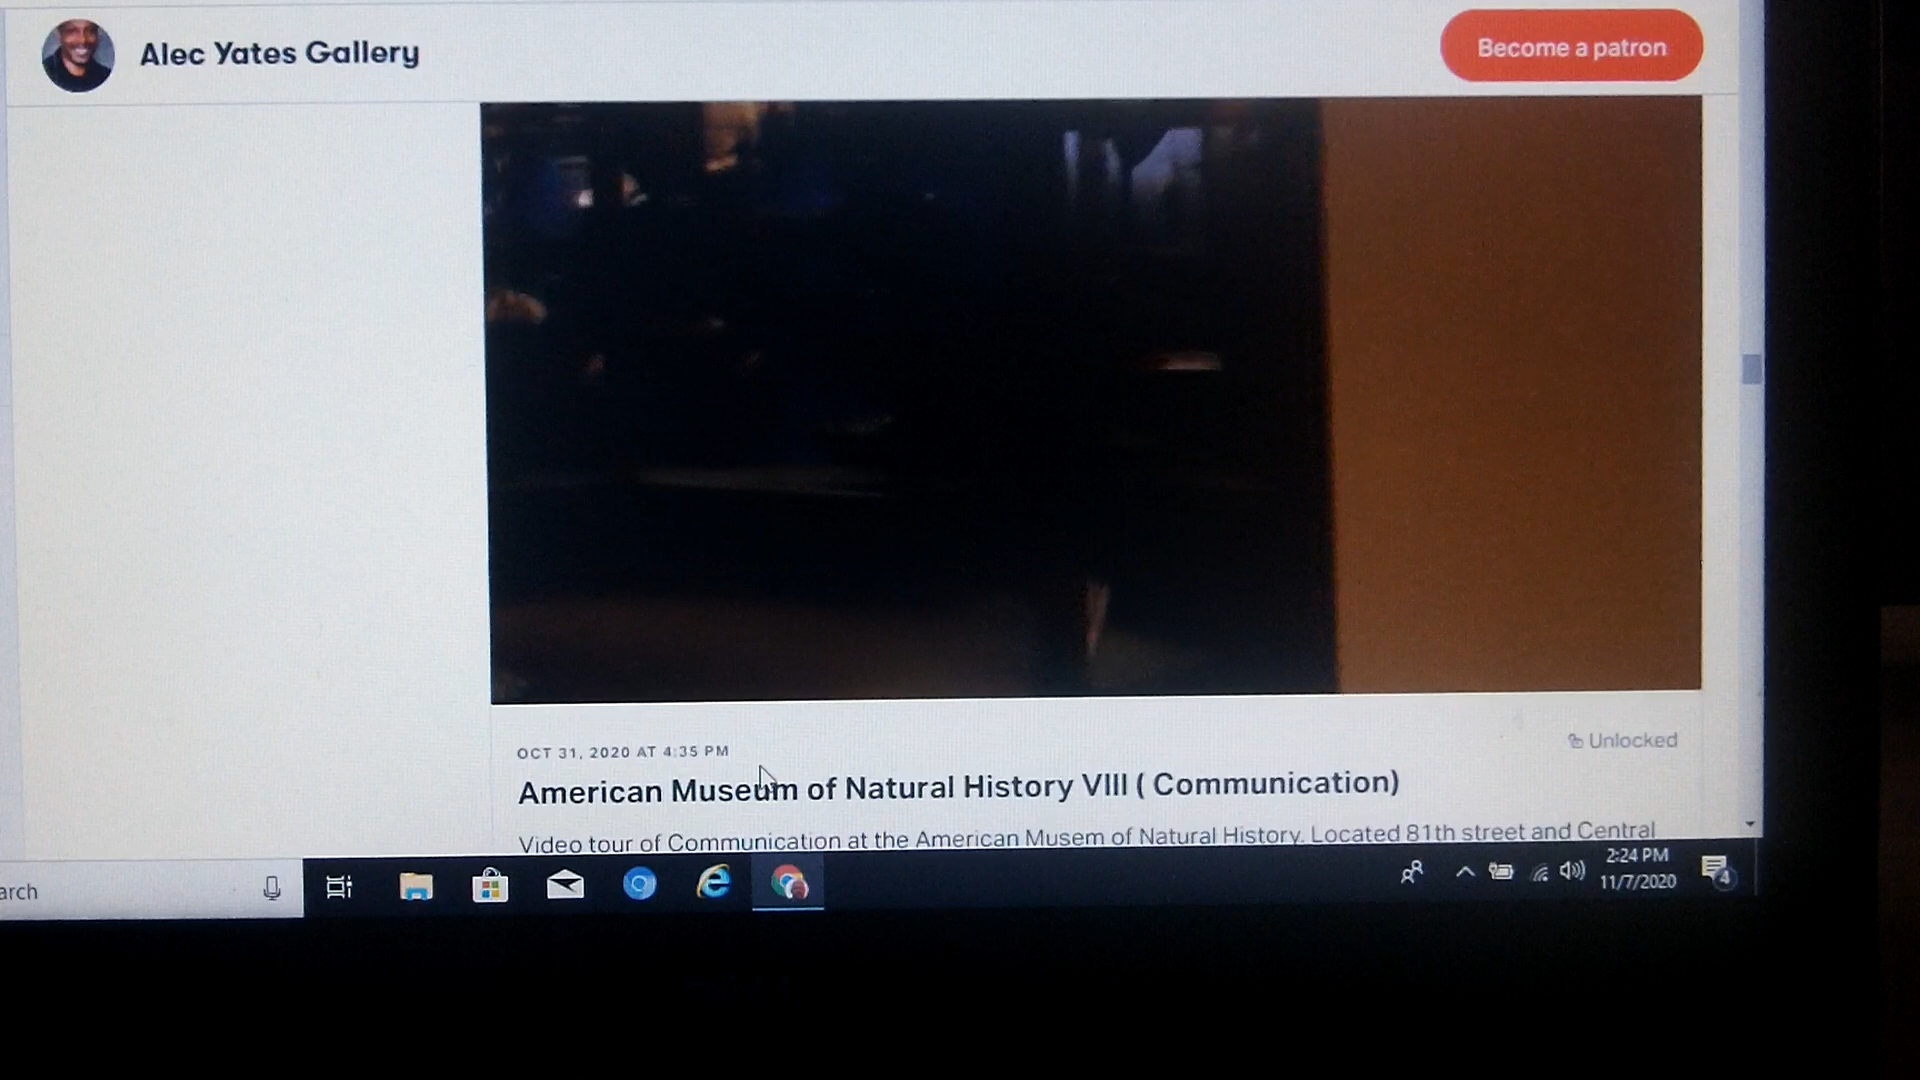 Alec Yates Gallery
Become a patron
OCT 31, 2020 AT 4:35 PM
Unlocked
American Museum of Natural History VIII ( Communication)
Video tour of Communication at the American Musem of Natural History. Located 81th street and Central
arch
2:24 PM
11/7/2020
4